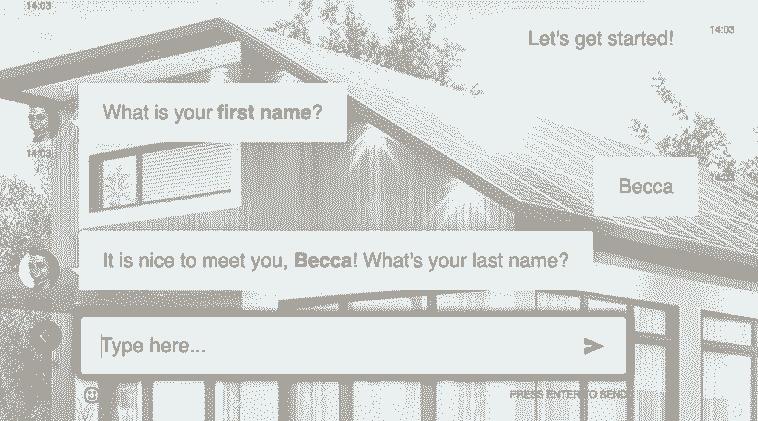 14:03
Let's get started!
14:03
What is your first name?
14:03
Becca
It is nice to meet you, Becca! What's your last name?
Type here...
PRESS ENTER TO SEND